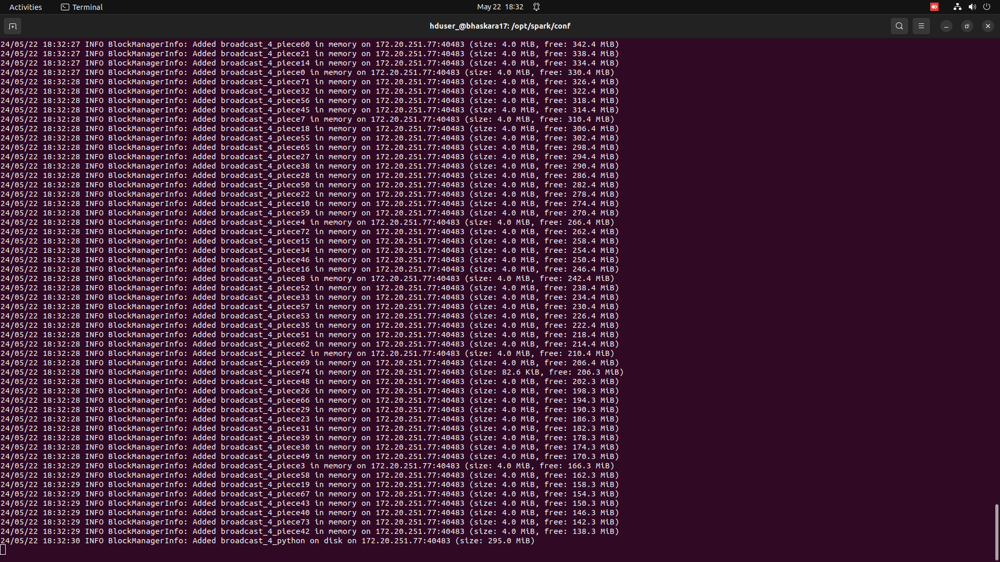 Activities
Terminal
May 22 18:32
hduser_@bhaskara17: /opt/spark/conf
24/05/22 18:32:27 INFO BlockManagerInfo: Added broadcast_4_piece60 in memory on 172.20.251.77:40483 (size: 4.0 MiB, free: 342.4 MiB)
24/05/22 18:32:27 INFO BlockManagerInfo: Added broadcast_4_piece21 in memory on 172.20.251.77:40483 (size: 4.0 MiB, free: 338.4 MiB)
24/05/22 18:32:27 INFO BlockManagerInfo: Added broadcast_4_piece14 in memory on 172.20.251.77:40483 (size: 4.0 MiB, free: 334.4 MiB)
24/05/22 18:32:27 INFO BlockManagerInfo: Added broadcast_4_piece0 in memory on 172.20.251.77:40483 (size: 4.0 MiB, free: 330.4 MiB)
24/05/22 18:32:28 INFO BlockManagerInfo: Added broadcast_4_piece71 in memory on 172.20.251.77:40483 (size: 4.0 MiB, free: 326.4 MiB)
24/05/22 18:32:28 INFO BlockManagerInfo: Added broadcast_4_piece32 in memory on 172.20.251.77:40483 (size: 4.0 MiB, free: 322.4 MiB)
24/05/22 18:32:28 INFO BlockManagerInfo: Added broadcast_4_piece56 in memory on 172.20.251.77:40483 (size: 4.0 MiB, free: 318.4 MiB)
24/05/22 18:32:28 INFO BlockManagerInfo: Added broadcast_4_piece45 in memory on 172.20.251.77:40483 (size: 4.0 MiB, free: 314.4 MiB)
24/05/22 18:32:28 INFO BlockManagerInfo: Added broadcast_4_piece7 in memory on 172.20.251.77:40483 (size: 4.0 MiB, free: 310.4 MiB)
24/05/22 18:32:28 INFO BlockManagerInfo: Added broadcast_4_piece18 in memory on 172.20.251.77:40483 (size: 4.0 MiB, free: 306.4 MiB)
24/05/22 18:32:28 INFO BlockManagerInfo: Added broadcast_4_piece55 in memory on 172.20.251.77:40483 (size: 4.0 MiB, free: 302.4 MiB)
24/05/22 18:32:28 INFO BlockManagerInfo: Added broadcast_4_piece65 in memory on 172.20.251.77:40483 (size: 4.0 MiB, free: 298.4 MiB)
24/05/22 18:32:28 INFO BlockManagerInfo: Added broadcast_4_piece27 in memory on 172.20.251.77:40483 (size: 4.0 MiB, free: 294.4 MiB)
24/05/22 18:32:28 INFO BlockManagerInfo: Added broadcast_4_piece38 in memory on 172.20.251.77:40483 (size: 4.0 MiB, free: 290.4 MiB)
24/05/22 18:32:28 INFO BlockManagerInfo: Added broadcast_4_piece28 in memory on 172.20.251.77:40483 (size: 4.0 MiB, free: 286.4 MiB)
24/05/22 18:32:28 INFO BlockManagerInfo: Added broadcast_4_piece50 in memory on 172.20.251.77:40483 (size: 4.0 MiB, free: 282.4 MiB)
24/05/22 18:32:28 INFO BlockManagerInfo: Added broadcast_4_piece22 in memory on 172.20.251.77:40483 (size: 4.0 MiB, free: 278.4 MiB)
24/05/22 18:32:28 INFO BlockManagerInfo: Added broadcast_4_piece10 in memory on 172.20.251.77:40483 (size: 4.0 MiB, free: 274.4 MiB)
24/05/22 18:32:28 INFO BlockManagerInfo: Added broadcast_4_piece59 in memory on 172.20.251.77:40483 (size: 4.0 MiB, free: 270.4 MiB)
24/05/22 18:32:28 INFO BlockManagerInfo: Added broadcast_4_piece4 in memory on 172.20.251.77:40483 (size: 4.0 MiB, free: 266.4 MiB)
24/05/22 18:32:28 INFO BlockManagerInfo: Added broadcast_4_piece72 in memory on 172.20.251.77:40483 (size: 4.0 MiB, free: 262.4 MiB)
24/05/22 18:32:28 INFO BlockManagerInfo: Added broadcast_4_piece15 in memory on 172.20.251.77:40483 (size: 4.0 MiB, free: 258.4 MiB)
24/05/22 18:32:28 INFO BlockManagerInfo: Added broadcast_4_piece34 in memory on 172.20.251.77:40483 (size: 4.0 MiB, free: 254.4 MiB)
24/05/22 18:32:28 INFO BlockManagerInfo: Added broadcast_4_piece46 in memory on 172.20.251.77:40483 (size: 4.0 MiB, free: 250.4 MiB)
24/05/22 18:32:28 INFO BlockManagerInfo: Added broadcast_4_piece16 in memory on 172.20.251.77:40483 (size: 4.0 MiB, free: 246.4 MiB)
24/05/22 18:32:28 INFO BlockManagerInfo: Added broadcast_4_piece8 in memory on 172.20.251.77:40483 (size: 4.0 MiB, free: 242.4 MiB)
24/05/22 18:32:28 INFO BlockManagerInfo: Added broadcast_4_piece52 in memory on 172.20.251.77:40483 (size: 4.0 MiB, free: 238.4 MiB)
24/05/22 18:32:28 INFO BlockManagerInfo: Added broadcast_4_piece33 in memory on 172.20.251.77:40483 (size: 4.0 MiB, free: 234.4 MiB)
24/05/22 18:32:28 INFO BlockManagerInfo: Added broadcast_4_piece57 in memory on 172.20.251.77:40483 (size: 4.0 MiB, free: 230.4 MiB)
24/05/22 18:32:28 INFO BlockManagerInfo: Added broadcast_4_piece53 in memory on 172.20.251.77:40483 (size: 4.0 MiB, free: 226.4 MiB)
24/05/22 18:32:28 INFO BlockManagerInfo: Added broadcast_4_piece35 in memory on 172.20.251.77:40483 (size: 4.0 MiB, free: 222.4 MiB)
24/05/22 18:32:28 INFO BlockManagerInfo: Added broadcast_4_piece51 in memory on 172.20.251.77:40483 (size: 4.0 MiB, free: 218.4 MiB)
24/05/22 18:32:28 INFO BlockManagerInfo: Added broadcast_4_piece62 in memory on 172.20.251.77:40483 (size: 4.0 MiB, free: 214.4 MiB)
24/05/22 18:32:28 INFO BlockManagerInfo: Added broadcast_4_piece2 in memory on 172.20.251.77:40483 (size: 4.0 MiB, free: 210.4 MiB)
24/05/22 18:32:28 INFO BlockManagerInfo: Added broadcast_4_piece69 in memory on 172.20.251.77:40483 (size: 4.0 MiB, free: 206.4 MiB)
24/05/22 18:32:28 INFO BlockManagerInfo: Added broadcast_4_piece74 in memory on 172.20.251.77:40483 (size: 82.6 KiB, free: 206.3 MiB)
24/05/22 18:32:28 INFO BlockManagerInfo: Added broadcast_4_piece48 in memory on 172.20.251.77:40483 (size: 4.0 MiB, free: 202.3 MiB)
24/05/22 18:32:28 INFO BlockManagerInfo: Added broadcast_4_piece26 in memory on 172.20.251.77:40483 (size: 4.0 MiB, free: 198.3 MiB)
24/05/22 18:32:28 INFO BlockManagerInfo: Added broadcast_4_piece66 in memory on 172.20.251.77:40483 (size: 4.0 MiB, free: 194.3 MiB)
24/05/22 18:32:28 INFO BlockManagerInfo: Added broadcast_4_piece29 in memory on 172.20.251.77:40483 (size: 4.0 MiB, free: 190.3 MiB)
24/05/22 18:32:28 INFO BlockManagerInfo: Added broadcast_4_piece23 in memory on 172.20.251.77:40483 (size: 4.0 MiB, free: 186.3 MiB)
24/05/22 18:32:28 INFO BlockManagerInfo: Added broadcast_4_piece31 in memory on 172.20.251.77:40483 (size: 4.0 MiB, free: 182.3 MiB)
24/05/22 18:32:28 INFO BlockManagerInfo: Added broadcast_4_piece39 in memory on 172.20.251.77:40483 (size: 4.0 MiB, free: 178.3 MiB)
24/05/22 18:32:28 INFO BlockManagerInfo: Added broadcast_4_piece30 in memory on 172.20.251.77:40483 (size: 4.0 MiB, free: 174.3 MiB)
24/05/22 18:32:28 INFO BlockManagerInfo: Added broadcast_4_piece49 in memory on 172.20.251.77:40483 (size: 4.0 MiB, free: 170.3 MiB)
24/05/22 18:32:29 INFO BlockManagerInfo: Added broadcast_4_piece3 in memory on 172.20.251.77:40483 (size: 4.0 MiB, free: 166.3 MiB)
24/05/22 18:32:29 INFO BlockManagerInfo: Added broadcast_4_piece58 in memory on 172.20.251.77:40483 (size: 4.0 MiB, free: 162.3 MiB)
24/05/22 18:32:29 INFO BlockManagerInfo: Added broadcast_4_piece19 in memory on 172.20.251.77:40483 (size: 4.0 MiB, free: 158.3 MiB)
24/05/22 18:32:29 INFO BlockManagerInfo: Added broadcast_4_piece67 in memory on 172.20.251.77:40483 (size: 4.0 MiB, free: 154.3 MiB)
24/05/22 18:32:29 INFO BlockManagerInfo: Added broadcast_4_piece43 in memory on 172.20.251.77:40483 (size: 4.0 MiB, free: 150.3 MiB)
24/05/22 18:32:29 INFO BlockManagerInfo: Added broadcast_4_piece40 in memory on 172.20.251.77:40483 (size: 4.0 MiB, free: 146.3 MiB)
24/05/22 18:32:29 INFO BlockManagerInfo: Added broadcast_4_piece73 in memory on 172.20.251.77:40483 (size: 4.0 MiB, free: 142.3 MiB)
24/05/22 18:32:29 INFO BlockManagerInfo: Added broadcast_4_piece42 in memory on 172.20.251.77:40483 (size: 4.0 MiB, free: 138.3 MiB)
24/05/22 18:32:30 INFO BlockManagerInfo: Added broadcast_4_python on disk on 172.20.251.77:40483 (size: 295.0 MiB)